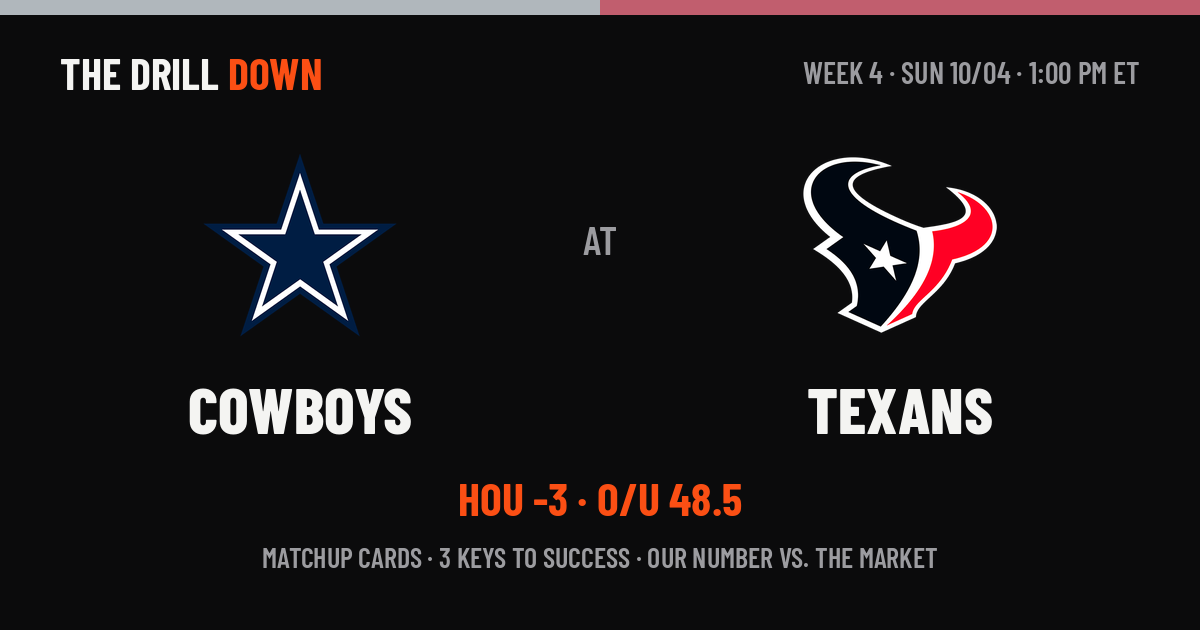 THE DRILL DOWN
WEEK 4 · SUN 10/04 · 1:00 PM ET
AT
COWBOYS
TEXANS
HOU -3 · O/U 48.5
MATCHUP CARDS · 3 KEYS TO SUCCESS · OUR NUMBER VS. THE MARKET